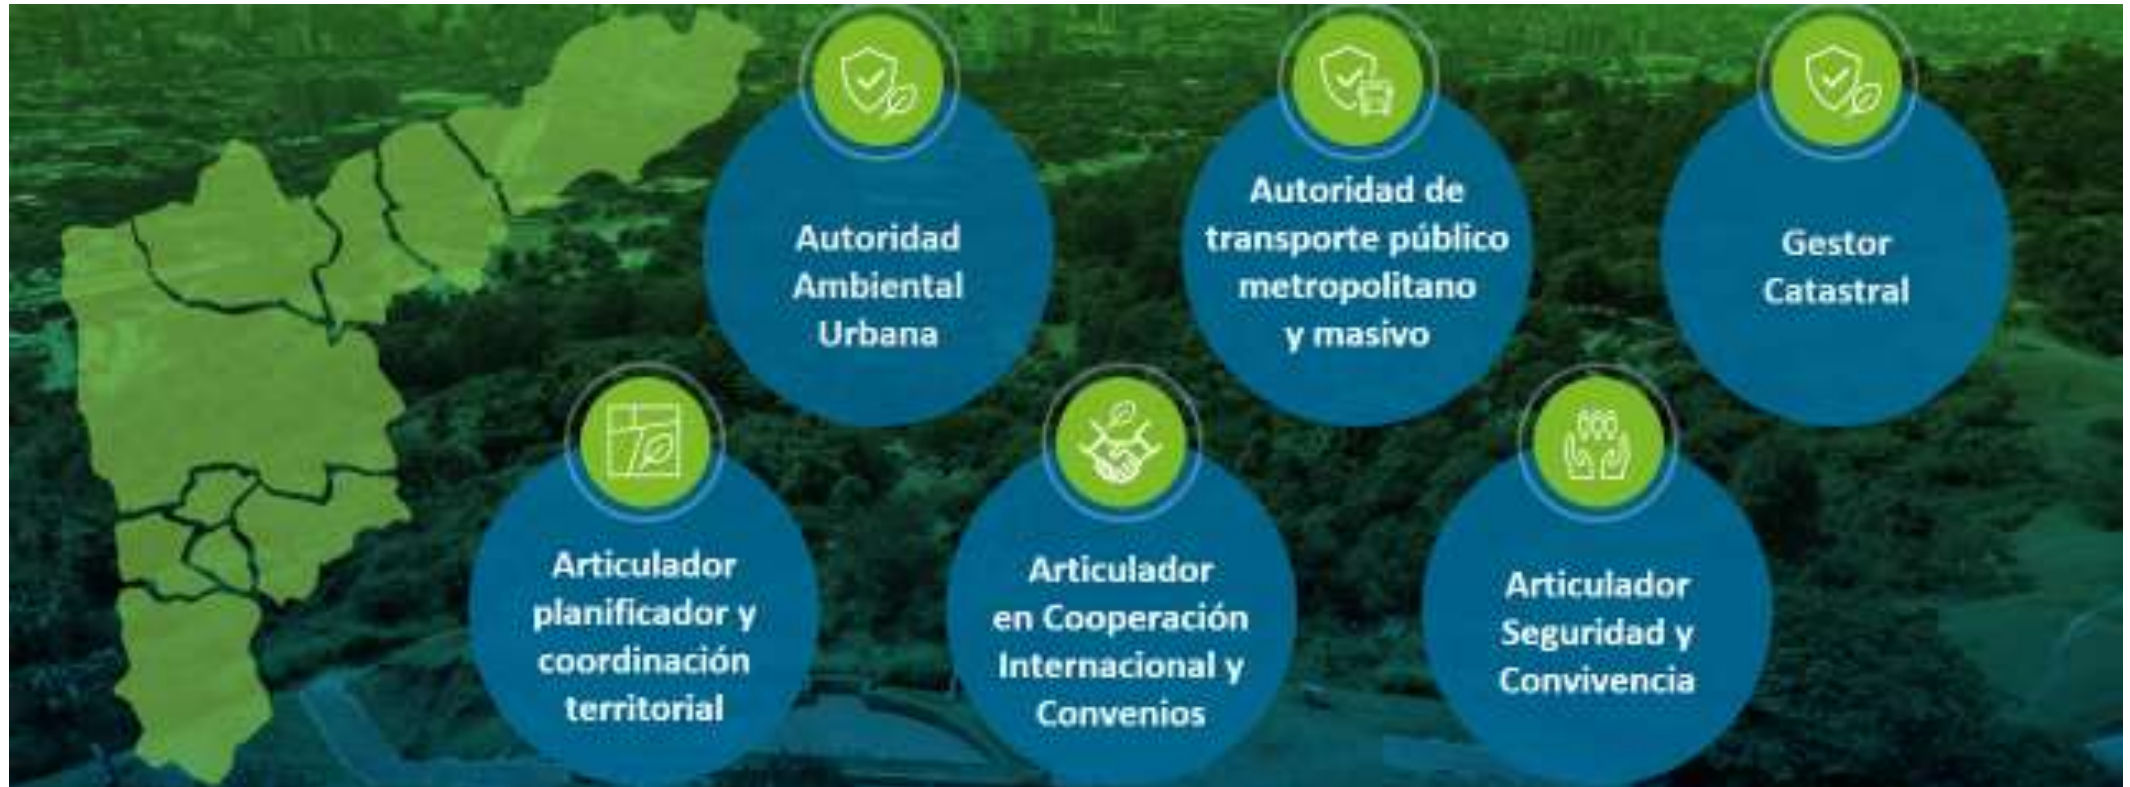 Autoridad
Ambiental
Urbana
Autoridad de
transporte público
metropolitano
y masivo
Gestor
Catastral
Articulador
planificador y
coordinación
territorial
Articulador
en Cooperación
Internacional y
Convenios
Articulador
Seguridad y
Convivencia